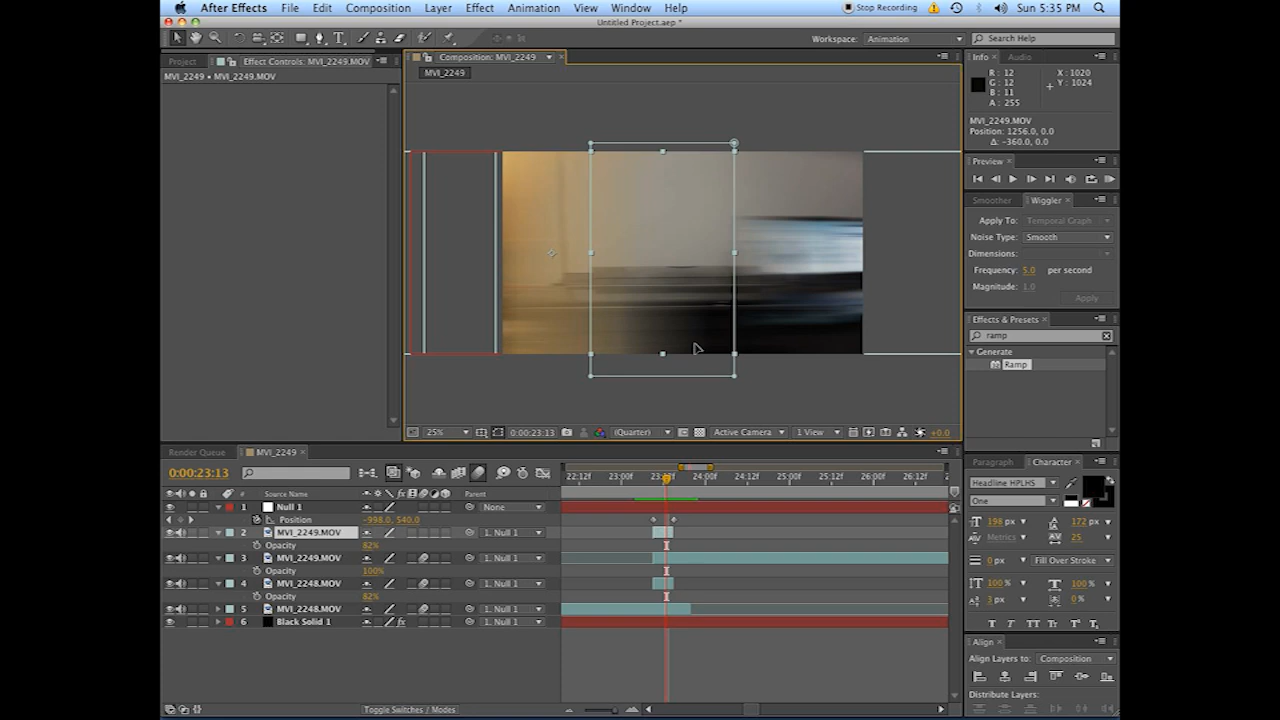 After Effects File Edit Composition Layer Effect Animation View Window Help Stop Recording Sun 5:35 PM
Untitled Project.aep *
Workspace: Animation Search Help
Project Effect Controls: MVI_2249.MOV Composition: MVI_2249 Info Audio
MVI_2249 • MVI_2249.MOV MVI_2249
R: 12 X: 1020
G: 12 Y: 1024
B: 11
A: 255
MVI_2249.MOV
Position: 1256.0, 0.0
Δ: -360.0, 0.0
Preview
Smoother Wiggler
Apply To: Temporal Graph
Noise Type: Smooth
Dimensions:
Frequency: 5.0 per second
Magnitude: 1.0
Apply
Effects & Presets
ramp
Generate
Ramp
25% 0:00:23:13 (Quarter) Active Camera 1 View +0.0
Render Queue MVI_2249
0:00:23:13
22:12f 23:00f 24:00f 24:12f 25:00f 25:12f 26:00f 26:12f
# Source Name Parent
1 Null 1 None
Position -998.0, 540.0
2 MVI_2249.MOV 1. Null 1
Opacity 82%
3 MVI_2249.MOV 1. Null 1
Opacity 100%
4 MVI_2248.MOV 1. Null 1
Opacity 82%
5 MVI_2248.MOV 1. Null 1
6 Black Solid 1 1. Null 1
Toggle Switches / Modes
Paragraph Character
Headline HPLHS
One
198 px 172 px
Metrics 25
0 px Fill Over Stroke
100 % 100 %
3 px 0 %
T T TT Tt T' T,
Align
Align Layers to: Composition
Distribute Layers: